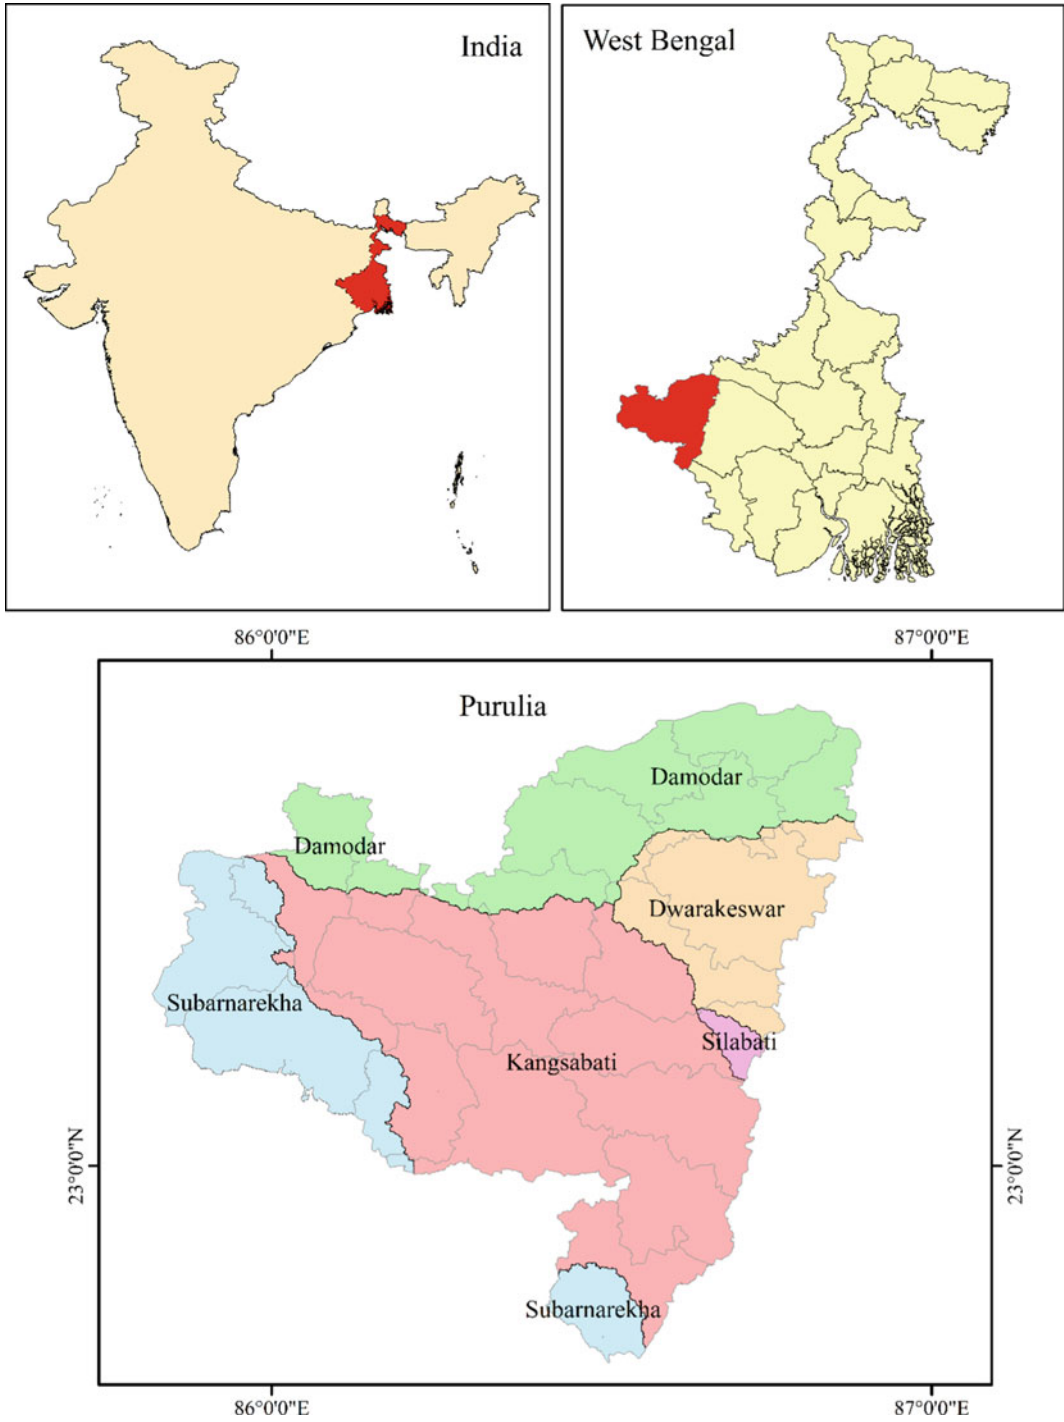 India
West Bengal
86°0'0"E
87°0'0"E
Purulia
Damodar
Damodar
Dwarakeswar
Subarnarekha
Silabati
Kangsabati
23°0'0"N
23°0'0"N
Subarnarekha
86°0'0"E
87°0'0"E